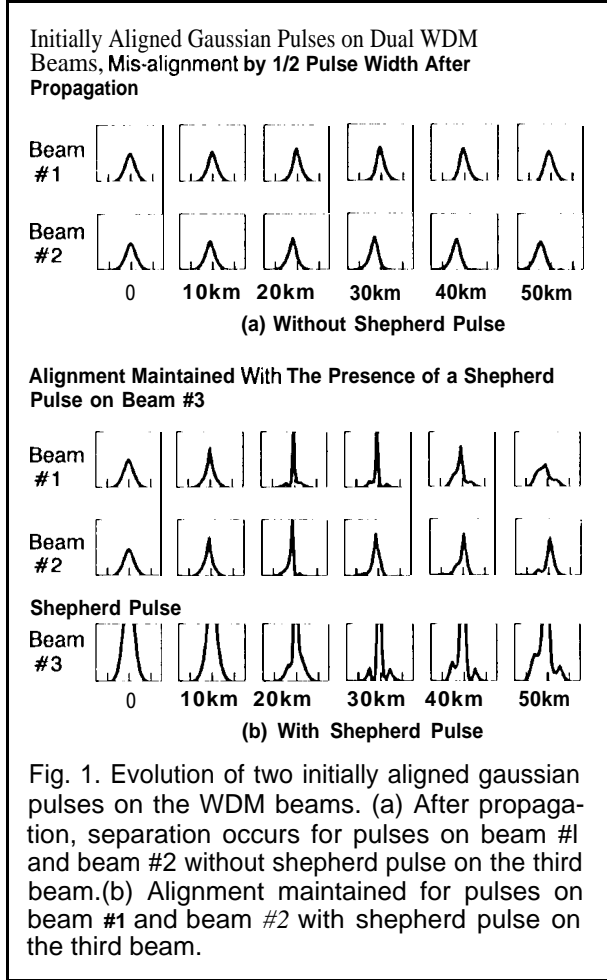 Initially Aligned Gaussian Pulses on Dual WDM
Beams, Mis-alignment by 1/2 Pulse Width After
Propagation
Beam
#1
Beam
#2
0 10km 20km 30km 40km 50km
(a) Without Shepherd Pulse
Alignment Maintained With The Presence of a Shepherd
Pulse on Beam #3
Beam
#1
Beam
#2
Shepherd Pulse
Beam
#3
0 10km 20km 30km 40km 50km
(b) With Shepherd Pulse
Fig. 1. Evolution of two initially aligned gaussian
pulses on the WDM beams. (a) After propaga-
tion, separation occurs for pulses on beam #l
and beam #2 without shepherd pulse on the third
beam.(b) Alignment maintained for pulses on
beam #1 and beam #2 with shepherd pulse on
the third beam.